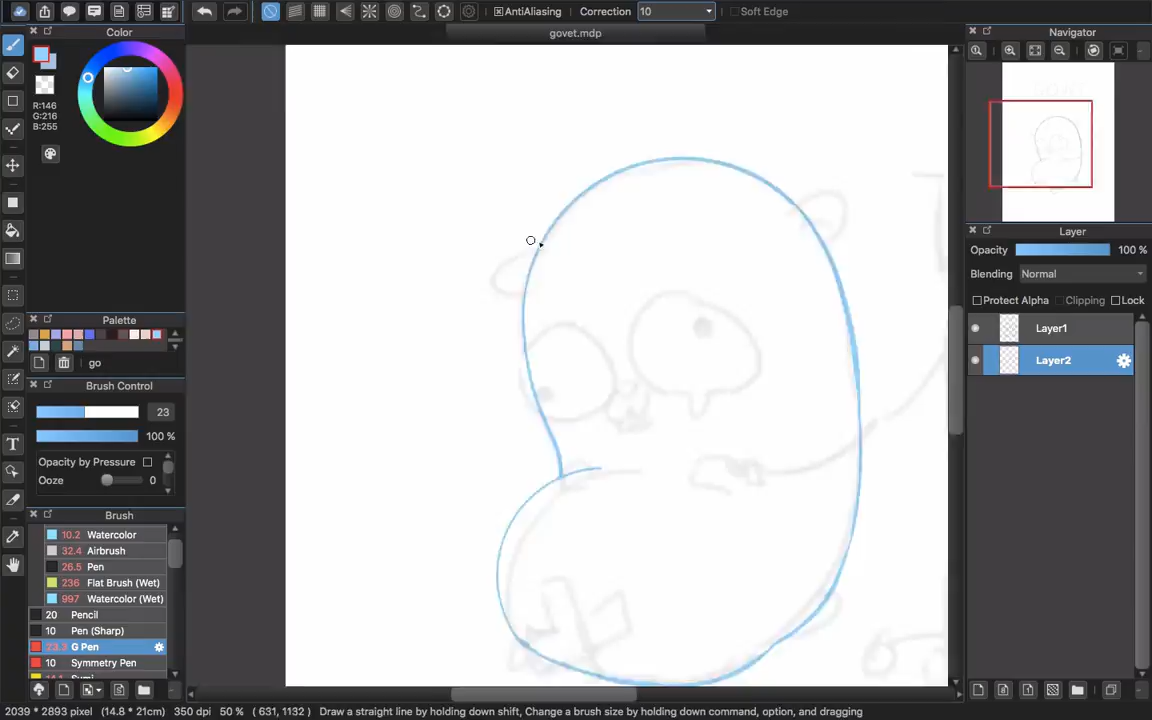 AntiAliasing Correction 10 Soft Edge
govet.mdp
Color
R:146
G:216
B:255
Palette
go
Brush Control
23
100 %
Opacity by Pressure
Ooze 0
Brush
10.2 Watercolor
32.4 Airbrush
26.5 Pen
236 Flat Brush (Wet)
997 Watercolor (Wet)
20 Pencil
10 Pen (Sharp)
23.3 G Pen
10 Symmetry Pen
14.1 Sumi
Navigator
Layer
Opacity 100 %
Blending Normal
Protect Alpha Clipping Lock
Layer1
Layer2
2039 * 2893 pixel (14.8 * 21cm) 350 dpi 50 % ( 631, 1132 ) Draw a straight line by holding down shift, Change a brush size by holding down command, option, and dragging